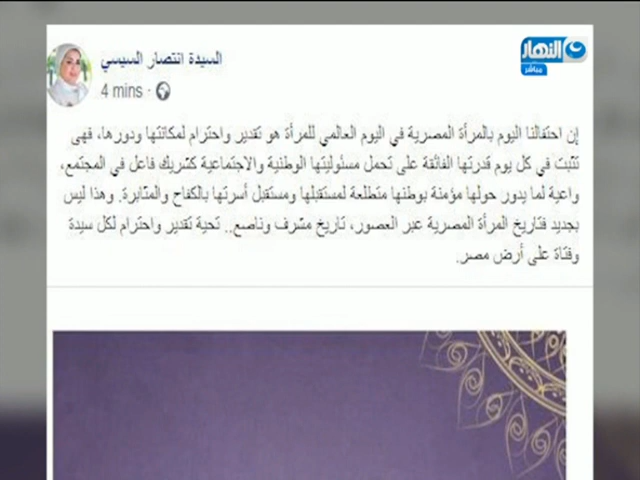 السيدة انتصار السيسي
4 mins ·
النهار
مباشر
إن احتفالنا اليوم بالمرأة المصرية في اليوم العالمي للمرأة هو تقدير واحترام لمكانتها ودورها، فهى
تثبت في كل يوم قدرتها الفائقة على تحمل مسئوليتها الوطنية والاجتماعية كشريك فاعل في المجتمع،
واعية لما يدور حولها مؤمنة بوطنها متطلعة لمستقبلها ومستقبل أسرتها بالكفاح والمثابرة. وهذا ليس
بجديد فتاريخ المرأة المصرية عبر العصور، تاريخ مشرف وناصع.. تحية تقدير واحترام لكل سيدة
وفتاة على أرض مصر.